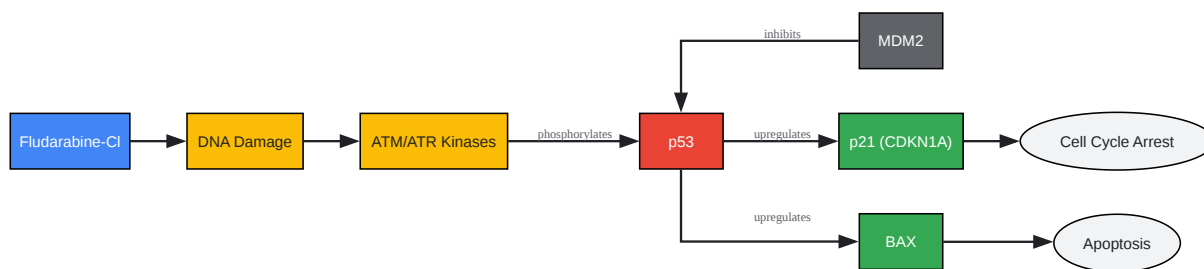 inhibits
MDM2
Fludarabine-Cl
DNA Damage
ATM/ATR Kinases
phosphorylates
p53
upregulates
p21 (CDKN1A)
Cell Cycle Arrest
upregulates
BAX
Apoptosis